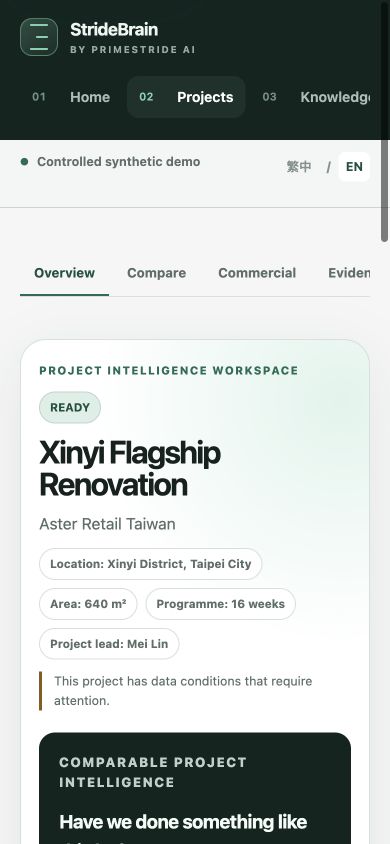 StrideBrain
BY PRIMESTRIDE AI
01 Home 02 Projects 03 Knowledge
Controlled synthetic demo 繁中 / EN
Overview Compare Commercial Eviden
PROJECT INTELLIGENCE WORKSPACE
READY
Xinyi Flagship
Renovation
Aster Retail Taiwan
Location: Xinyi District, Taipei City
Area: 640 m² Programme: 16 weeks
Project lead: Mei Lin
This project has data conditions that require
attention.
COMPARABLE PROJECT
INTELLIGENCE
Have we done something like